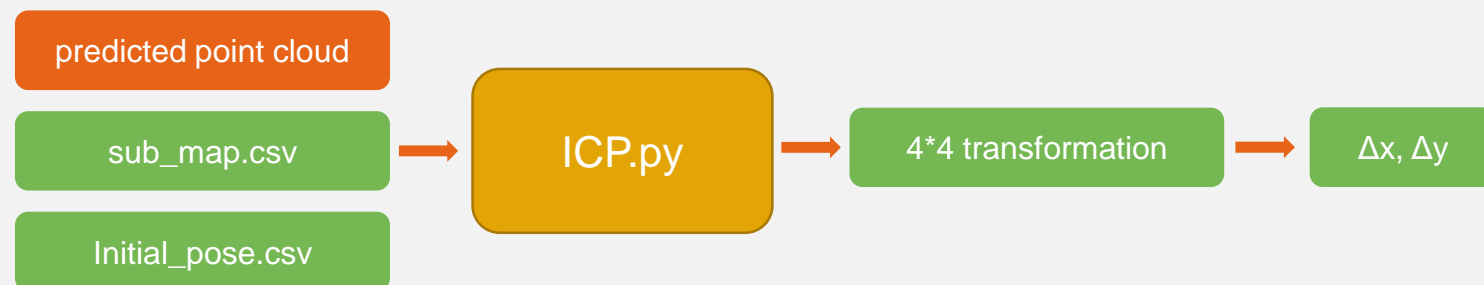 predicted point cloud
sub_map.csv
Initial_pose.csv
ICP.py
4*4 transformation
Δx, Δy